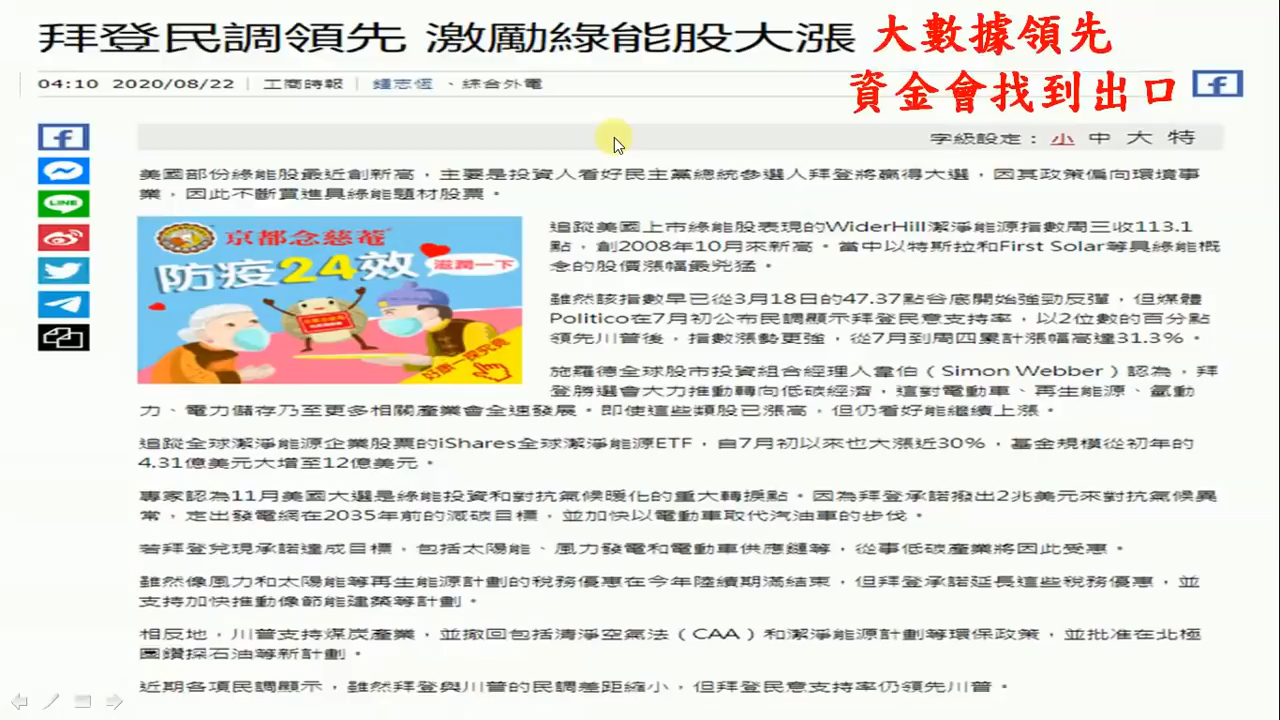 拜登民調領先 激勵綠能股大漲
大數據領先
資金會找到出口
04:10 2020/08/22 | 工商時報 | 鍾志恆 、綜合外電
字級設定： 小 中 大 特
美國部份綠能股最近創新高，主要是投資人看好民主黨總統參選人拜登將贏得大選，因其政策偏向環境事
業，因此不斷買進具綠能題材股票。
LINE
京都念慈菴
防疫24效
滋潤一下
好康一探究竟
追蹤美國上市綠能股表現的WiderHill潔淨能源指數周三收113.1
點，創2008年10月來新高。當中以特斯拉和First Solar等具綠能概
念的股價漲幅最兇猛。
雖然該指數早已從3月18日的47.37點谷底開始強勁反彈，但媒體
Politico在7月初公布民調顯示拜登民意支持率，以2位數的百分點
領先川普後，指數漲勢更強，從7月到周四累計漲幅高達31.3%。
施羅德全球股市投資組合經理人韋伯（Simon Webber）認為，拜
登勝選會大力推動轉向低碳經濟，這對電動車、再生能源、氫動
力、電力儲存乃至更多相關產業會全速發展。即使這些類股已漲高，但仍看好能繼續上漲。
追蹤全球潔淨能源企業股票的iShares全球潔淨能源ETF，自7月初以來也大漲近30%，基金規模從初年的
4.31億美元大增至12億美元。
專家認為11月美國大選是綠能投資和對抗氣候暖化的重大轉捩點。因為拜登承諾撥出2兆美元來對抗氣候異
常，定出發電網在2035年前的減碳目標，並加快以電動車取代汽油車的步伐。
若拜登兌現承諾達成目標，包括太陽能、風力發電和電動車供應鏈等，從事低碳產業將因此受惠。
雖然像風力和太陽能等再生能源計劃的稅務優惠在今年陸續期滿結束，但拜登承諾延長這些稅務優惠，並
支持加快推動像節能建築等計劃。
相反地，川普支持煤炭產業，並撤回包括清淨空氣法（CAA）和潔淨能源計劃等環保政策，並批准在北極
圈鑽探石油等新計劃。
近期各項民調顯示，雖然拜登與川普的民調差距縮小，但拜登民意支持率仍領先川普。